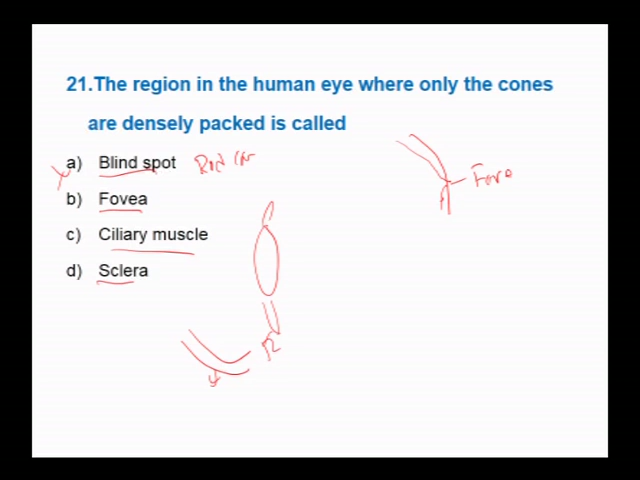 21.The region in the human eye where only the cones
are densely packed is called
a) Blind spot
b) Fovea
c) Ciliary muscle
d) Sclera